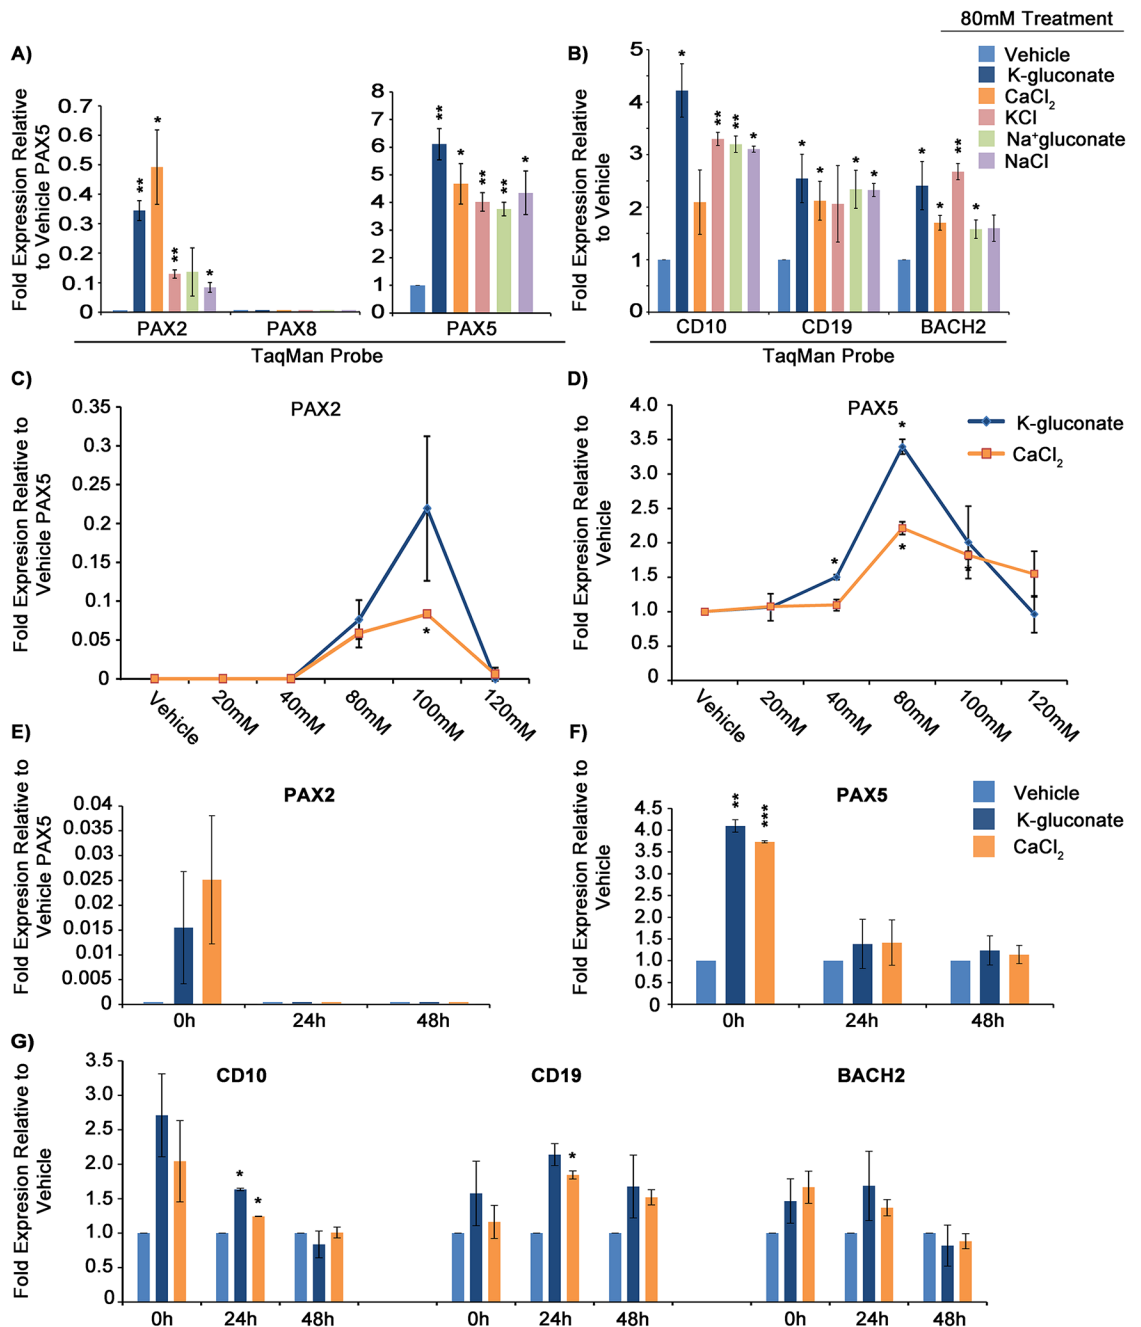 80mM Treatment
Vehicle
K-gluconate
CaCl2
KCl
Na+gluconate
NaCl
A)
Fold Expression Relative
to Vehicle PAX5
0.7
0.6
0.5
0.4
0.3
0.2
0.1
0
**
*
**
*
PAX2
PAX8
8
7
6
5
4
3
2
1
0
**
*
**
**
*
PAX5
TaqMan Probe
B)
Fold Expression Relative
to Vehicle
5
4
3
2
1
0
*
**
**
*
*
*
*
*
*
*
**
*
CD10
CD19
BACH2
TaqMan Probe
C)
PAX2
Fold Expresion Relative to
Vehicle PAX5
0.35
0.3
0.25
0.2
0.15
0.1
0.05
0
*
Vehicle
20mM
40mM
80mM
100mM
120mM
D)
PAX5
K-gluconate
CaCl2
Fold Expresion Relative to
Vehicle
4.0
3.5
3.0
2.5
2.0
1.5
1.0
0.5
0
*
*
*
*
Vehicle
20mM
40mM
80mM
100mM
120mM
E)
PAX2
Fold Expresion Relative to
Vehicle PAX5
0.04
0.035
0.03
0.025
0.02
0.015
0.01
0.005
0
0h
24h
48h
F)
PAX5
Vehicle
K-gluconate
CaCl2
Fold Expresion Relative to
Vehicle
4.5
4.0
3.5
3.0
2.5
2.0
1.5
1.0
0.5
0
**
***
0h
24h
48h
G)
CD10
CD19
BACH2
Fold Expression Relative to
Vehicle
3.5
3.0
2.5
2.0
1.5
1.0
0.5
0
*
*
*
0h
24h
48h
0h
24h
48h
0h
24h
48h